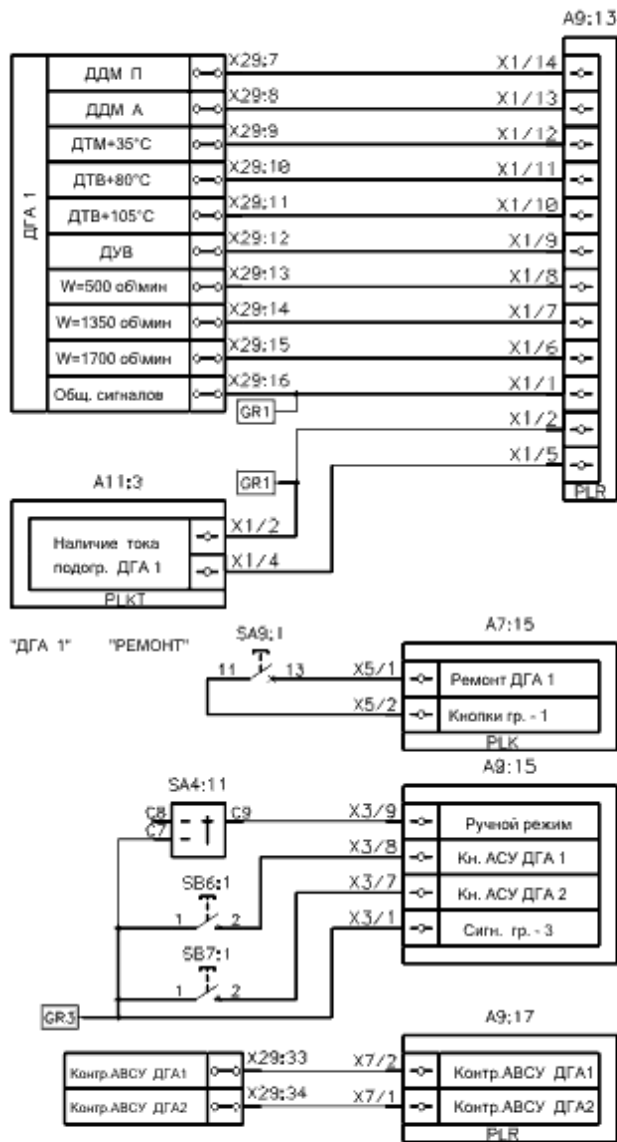 A9:13
ДГА 1
ДДМ П X29:7 X1/14
ДДМ А X29:8 X1/13
ДТМ+35°С X29:9 X1/12
ДТВ+80°С X29:10 X1/11
ДТВ+105°С X29:11 X1/10
ДУВ X29:12 X1/9
W=500 об\мин X29:13 X1/8
W=1350 об\мин X29:14 X1/7
W=1700 об\мин X29:15 X1/6
Общ. сигналов X29:16 X1/1
GR1 X1/2
A11:3 GR1 X1/5
PLR
X1/2
Наличие тока
подогр. ДГА 1 X1/4
PLKT
"ДГА 1" "РЕМОНТ" SA9:1 A7:15
11 13 X5/1 Ремонт ДГА 1
X5/2 Кнопки гр. - 1
PLK
SA4:11 A9:15
C8 C9 X3/9 Ручной режим
C7
X3/8 Кн. АСУ ДГА 1
SB6:1 X3/7 Кн. АСУ ДГА 2
1 2 X3/1 Сигн. гр. - 3
SB7:1
1 2
GR3 A9:17
Контр.АВСУ ДГА1 X29:33 X7/2 Контр.АВСУ ДГА1
Контр.АВСУ ДГА2 X29:34 X7/1 Контр.АВСУ ДГА2
PLR